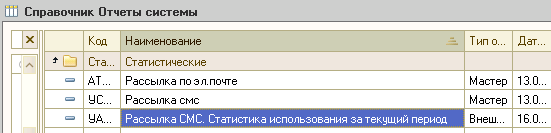 Справочник Отчеты системы
Код Наименование Тип о... Дат...
Ста... Статистические
АТ... Рассылка по эл.почте Мастер 13.0...
УС... Рассылка смс Мастер 13.0...
УА... Рассылка СМС. Статистика использования за текущий период Внеш... 16.0...